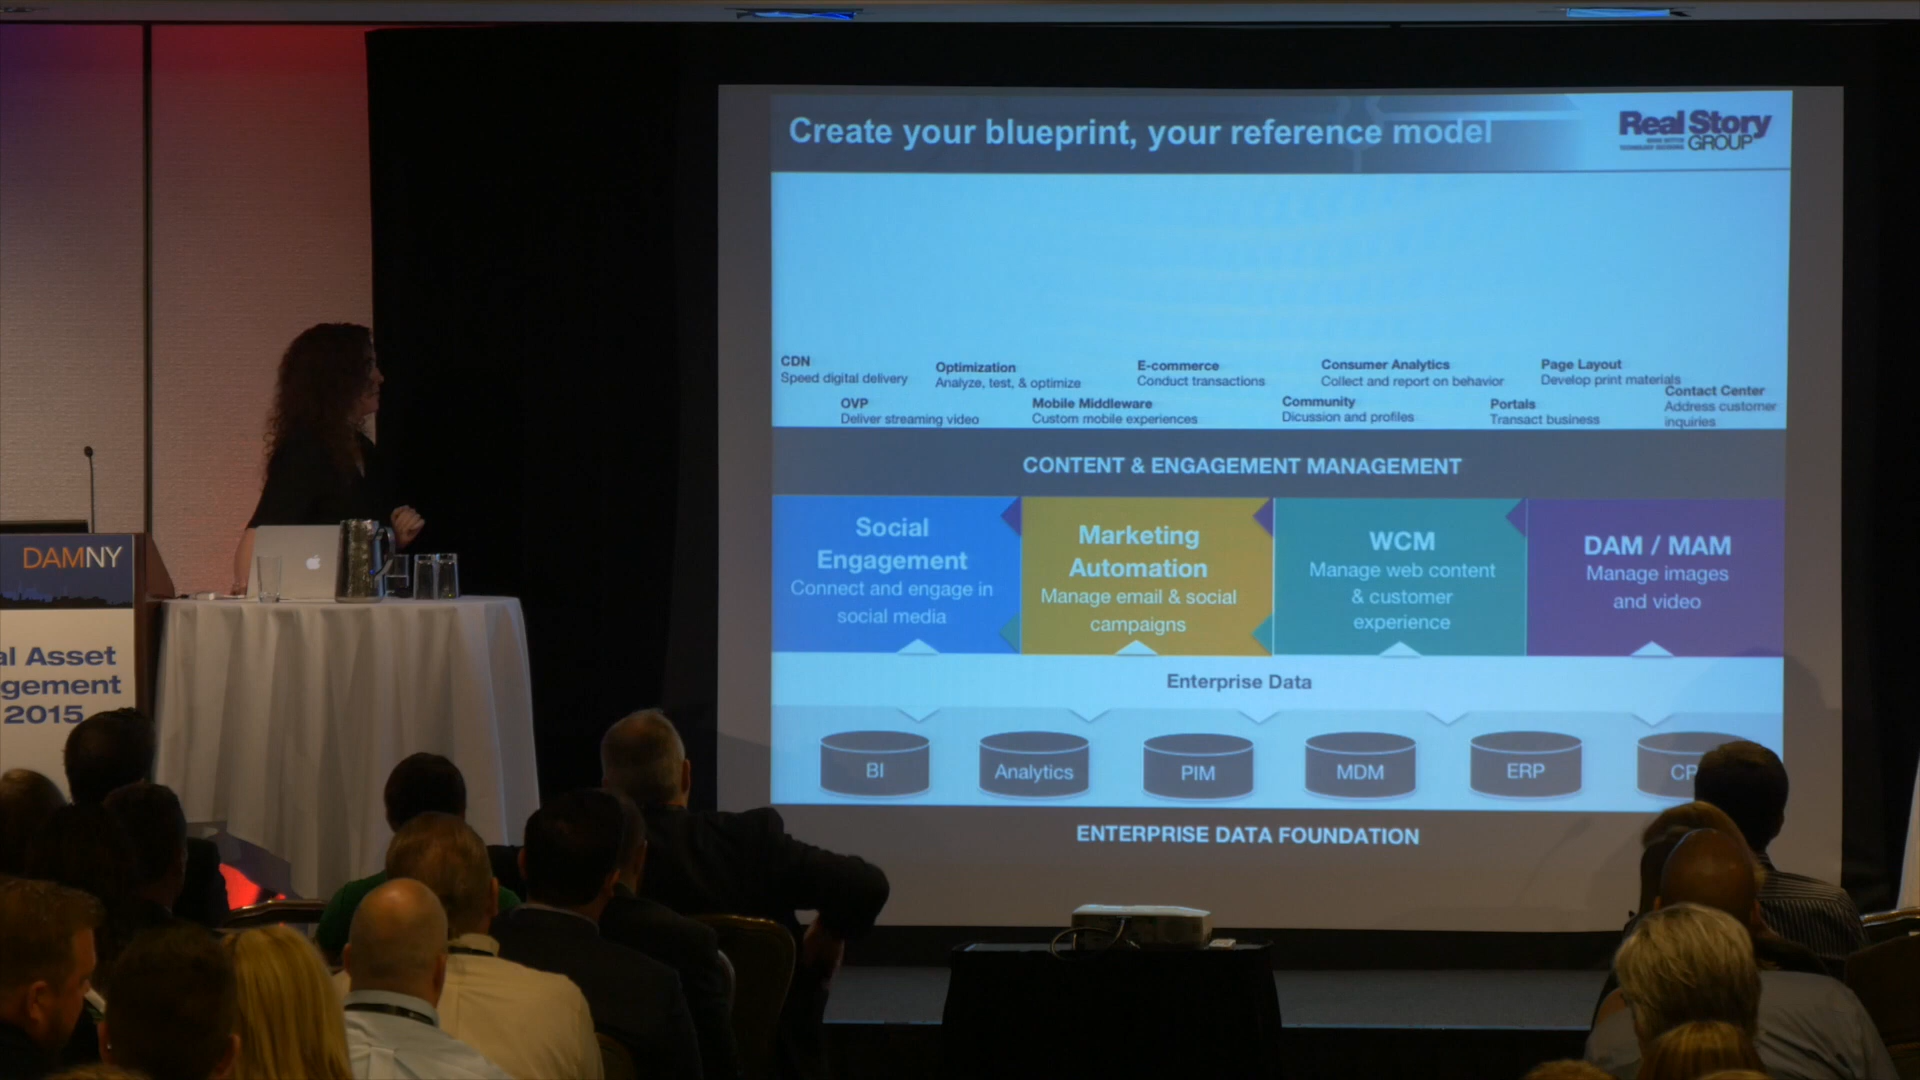 Create your blueprint, your reference model
Real Story
GROUP
CDN
Speed digital delivery
Optimization
Analyze, test, & optimize
E-commerce
Conduct transactions
Consumer Analytics
Collect and report on behavior
Page Layout
Develop print materials
OVP
Deliver streaming video
Mobile Middleware
Custom mobile experiences
Community
Dicussion and profiles
Portals
Transact business
Contact Center
Address customer
inquiries
CONTENT & ENGAGEMENT MANAGEMENT
Social
Engagement
Connect and engage in
social media
Marketing
Automation
Manage email & social
campaigns
WCM
Manage web content
& customer
experience
DAM / MAM
Manage images
and video
Enterprise Data
BI
Analytics
PIM
MDM
ERP
ENTERPRISE DATA FOUNDATION
DAMNY
al Asset
gement
2015